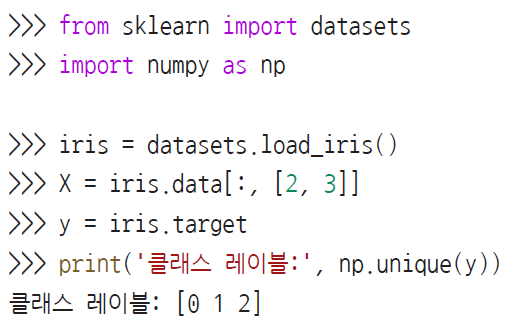 >>> from sklearn import datasets
>>> import numpy as np
>>> iris = datasets.load_iris()
>>> X = iris.data[:, [2, 3]]
>>> y = iris.target
>>> print('클래스 레이블:', np.unique(y))
클래스 레이블: [0 1 2]